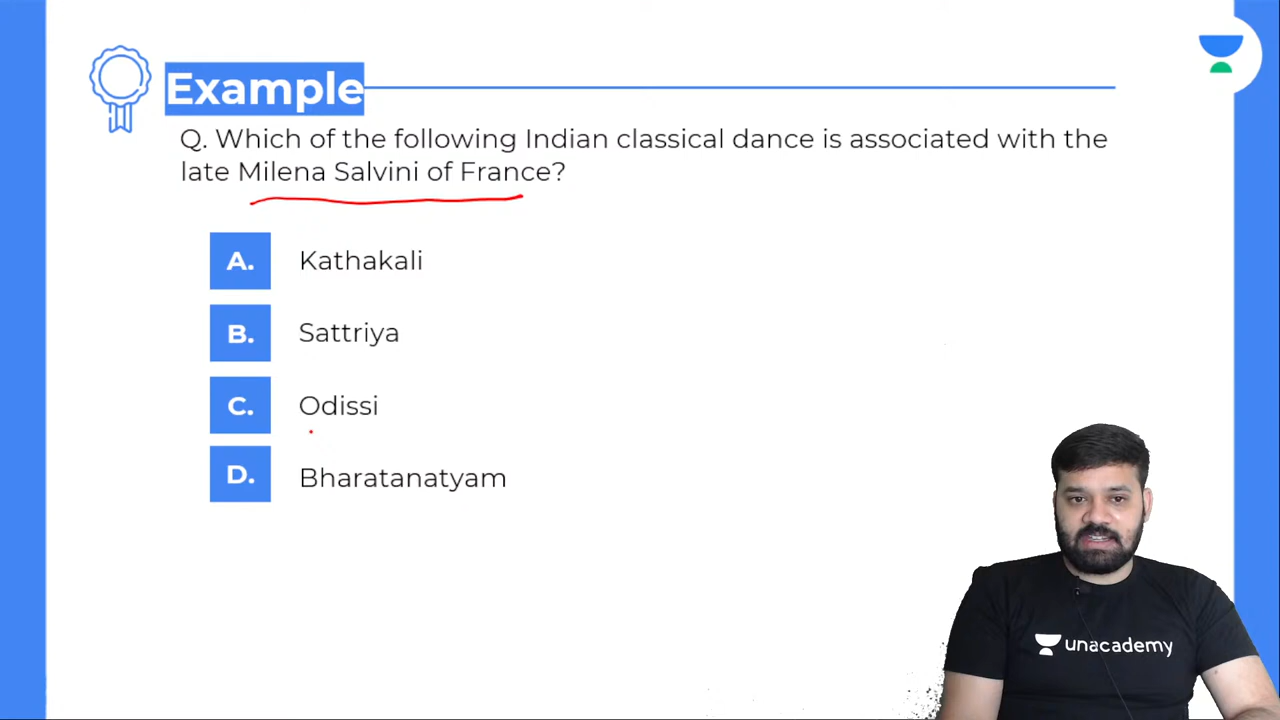 Example
Q. Which of the following Indian classical dance is associated with the
late Milena Salvini of France?
A. Kathakali
B. Sattriya
C. Odissi
D. Bharatanatyam
unacademy